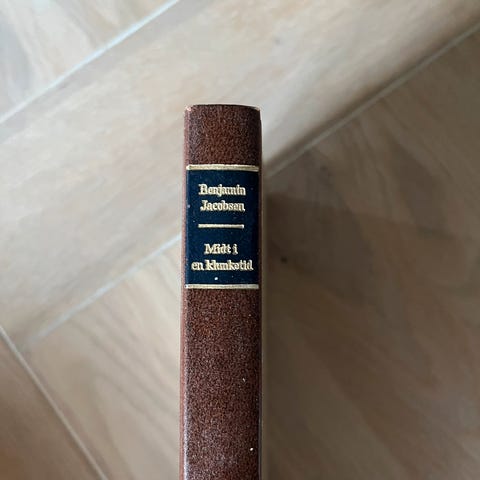 Benjamin
Jacobsen
Midt i
en klunketid